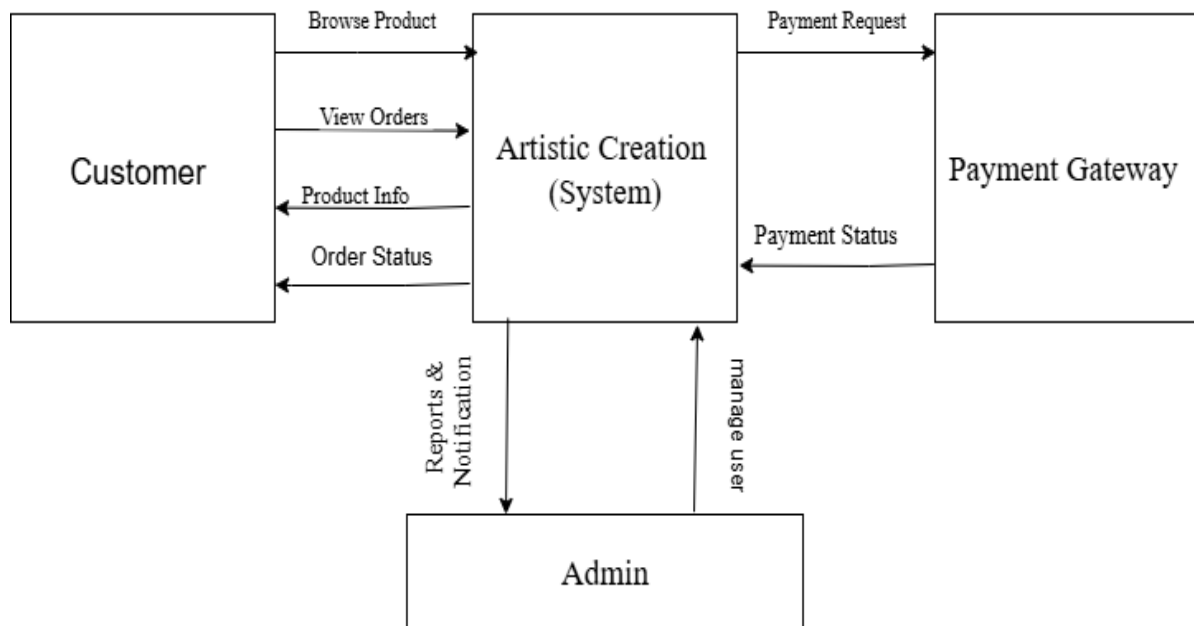 Browse Product
Payment Request
View Orders
Customer
Artistic Creation
(System)
Payment Gateway
Product Info
Payment Status
Order Status
Reports &
Notification
manage user
Admin